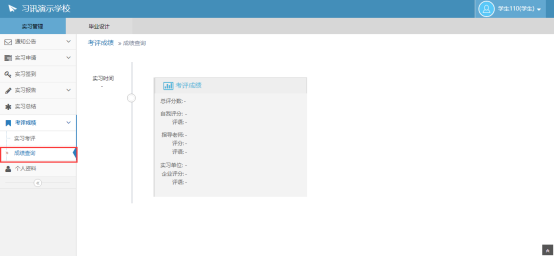 习讯演示学校
学生110(学生)
实习管理
毕业设计
通知公告
实习申请
实习签到
实习报告
实习总结
考评成绩
实习考评
成绩查询
个人资料
考评成绩 » 成绩查询
实习时间
-
考评成绩
总评分数: -
自我评分: -
评语: -
指导老师: -
评分: -
评语: -
实习单位: -
企业评分: -
评语: -